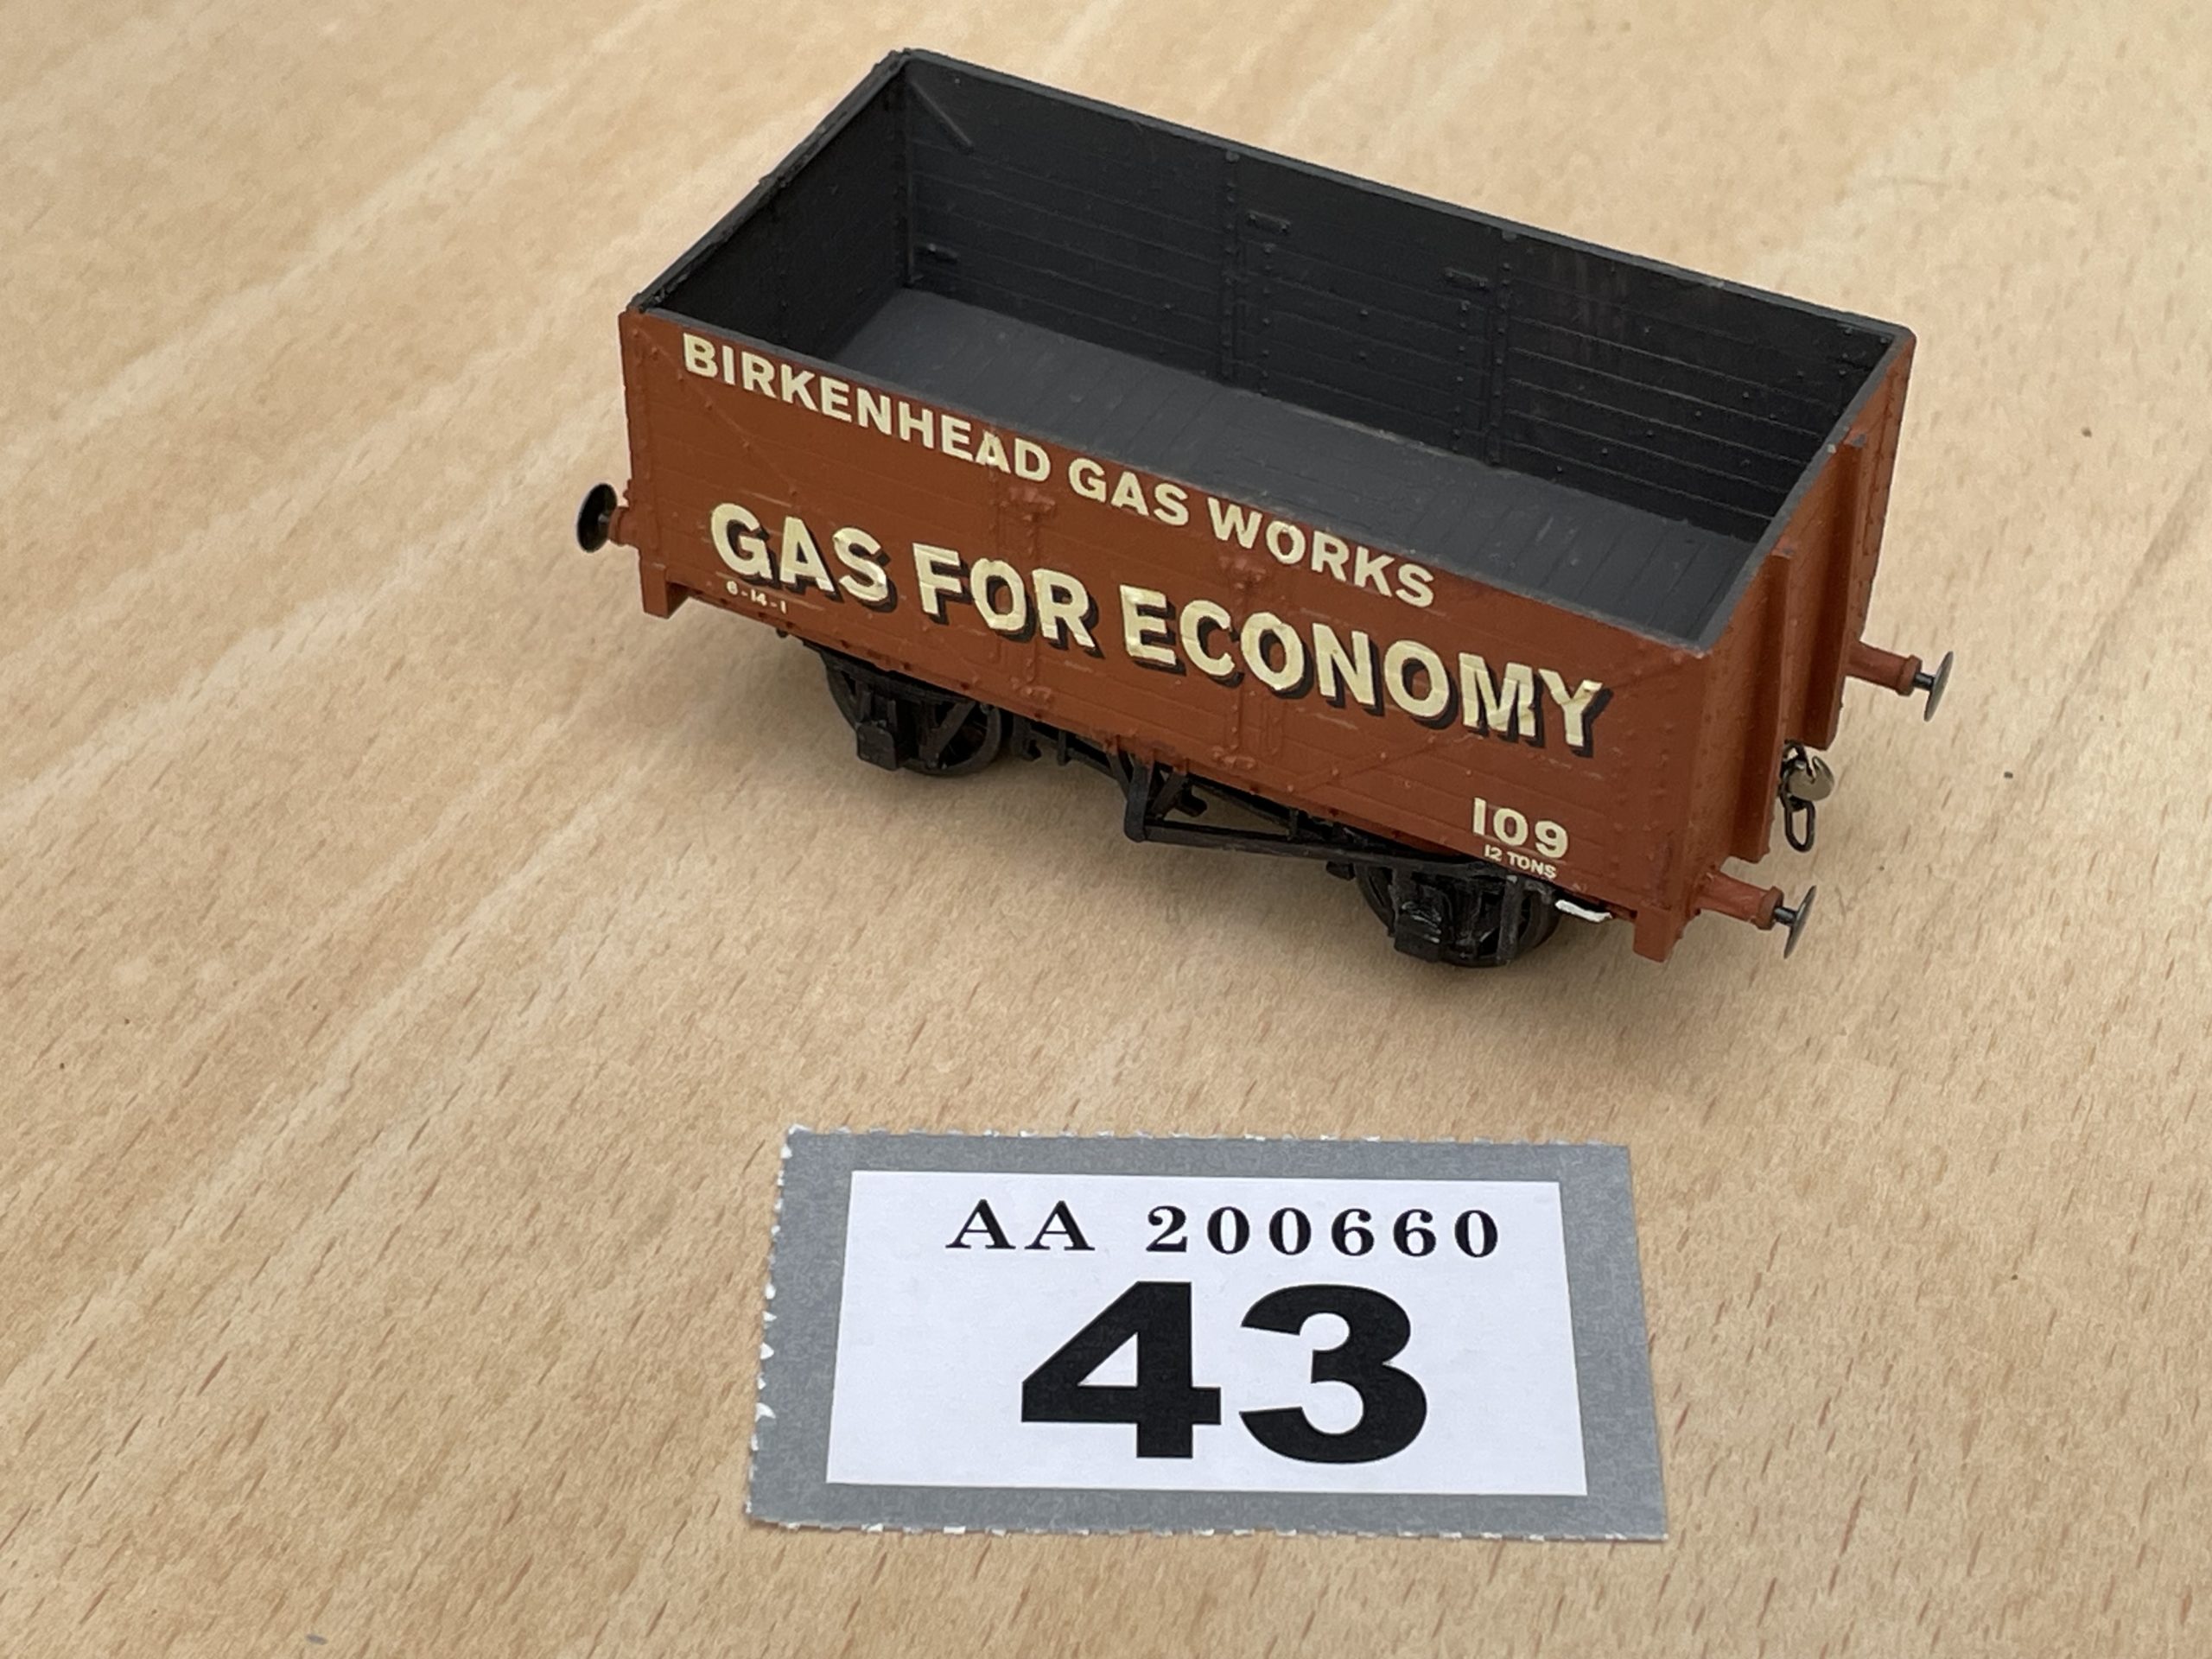 BIRKENHEAD GAS WORKS
GAS FOR ECONOMY
6-14-1
109
12 TONS
AA 200660
43